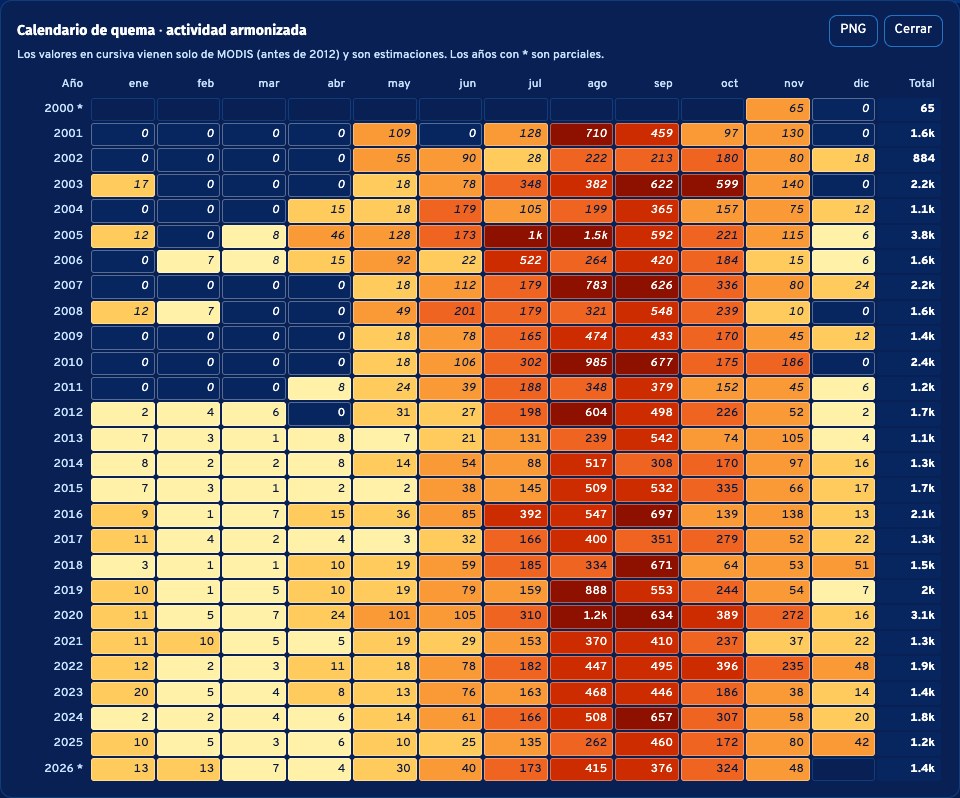 Calendario de quema · actividad armonizada
PNG Cerrar
Los valores en cursiva vienen solo de MODIS (antes de 2012) y son estimaciones. Los años con * son parciales.
Año ene feb mar abr may jun jul ago sep oct nov dic Total
2000 * 65 0 65
2001 0 0 0 0 109 0 128 710 459 97 130 0 1.6k
2002 0 0 0 0 55 90 28 222 213 180 80 18 884
2003 17 0 0 0 18 78 348 382 622 599 140 0 2.2k
2004 0 0 0 15 18 179 105 199 365 157 75 12 1.1k
2005 12 0 8 46 128 173 1k 1.5k 592 221 115 6 3.8k
2006 0 7 8 15 92 22 522 264 420 184 15 6 1.6k
2007 0 0 0 0 18 112 179 783 626 336 80 24 2.2k
2008 12 7 0 0 49 201 179 321 548 239 10 0 1.6k
2009 0 0 0 0 18 78 165 474 433 170 45 12 1.4k
2010 0 0 0 0 18 106 302 985 677 175 186 0 2.4k
2011 0 0 0 8 24 39 188 348 379 152 45 6 1.2k
2012 2 4 6 0 31 27 198 604 498 226 52 2 1.7k
2013 7 3 1 8 7 21 131 239 542 74 105 4 1.1k
2014 8 2 2 8 14 54 88 517 308 170 97 16 1.3k
2015 7 3 1 2 2 38 145 509 532 335 66 17 1.7k
2016 9 1 7 15 36 85 392 547 697 139 138 13 2.1k
2017 11 4 2 4 3 32 166 400 351 279 52 22 1.3k
2018 3 1 1 10 19 59 185 334 671 64 53 51 1.5k
2019 10 1 5 10 19 79 159 888 553 244 54 7 2k
2020 11 5 7 24 101 105 310 1.2k 634 389 272 16 3.1k
2021 11 10 5 5 19 29 153 370 410 237 37 22 1.3k
2022 12 2 3 11 18 78 182 447 495 396 235 48 1.9k
2023 20 5 4 8 13 76 163 468 446 186 38 14 1.4k
2024 2 2 4 6 14 61 166 508 657 307 58 20 1.8k
2025 10 5 3 6 10 25 135 262 460 172 80 42 1.2k
2026 * 13 13 7 4 30 40 173 415 376 324 48 1.4k